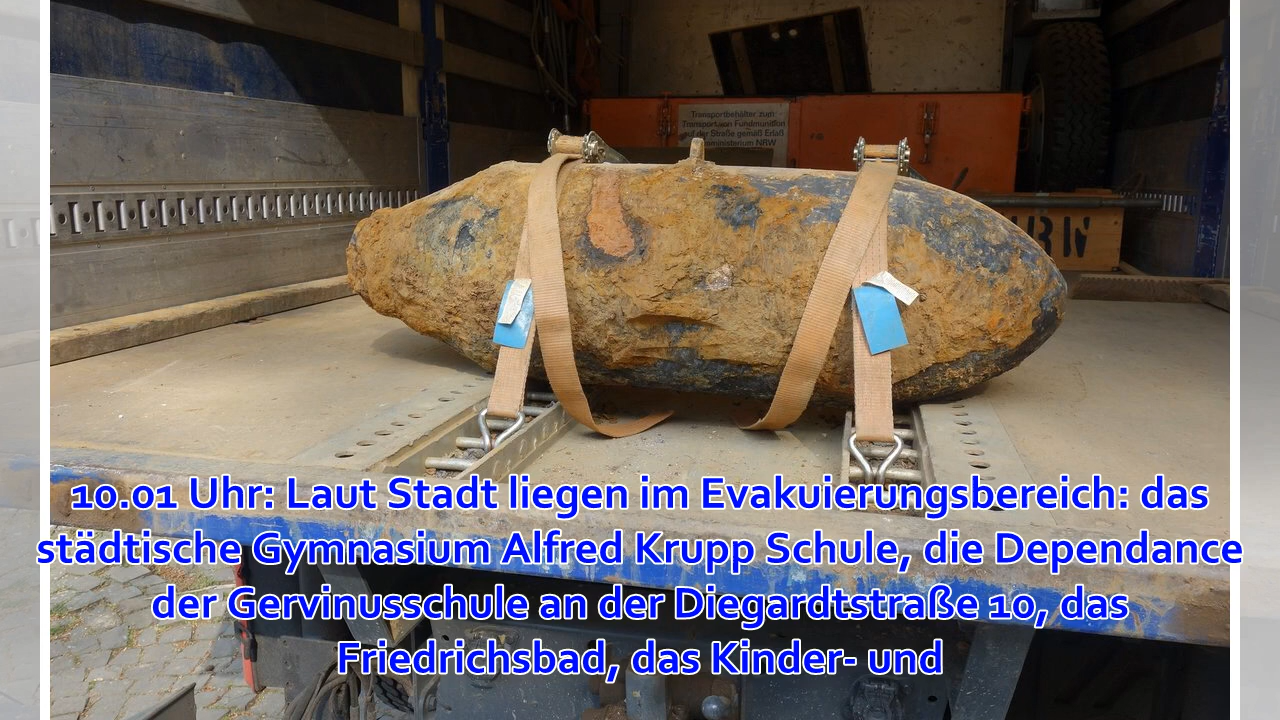 Transportbehälter zum
Transport von Fundmunition
auf der Straße gemäß Erlaß
ministerium NRW
RN
10.01 Uhr: Laut Stadt liegen im Evakuierungsbereich: das
städtische Gymnasium Alfred Krupp Schule, die Dependance
der Gervinusschule an der Diegardtstraße 10, das
Friedrichsbad, das Kinder- und